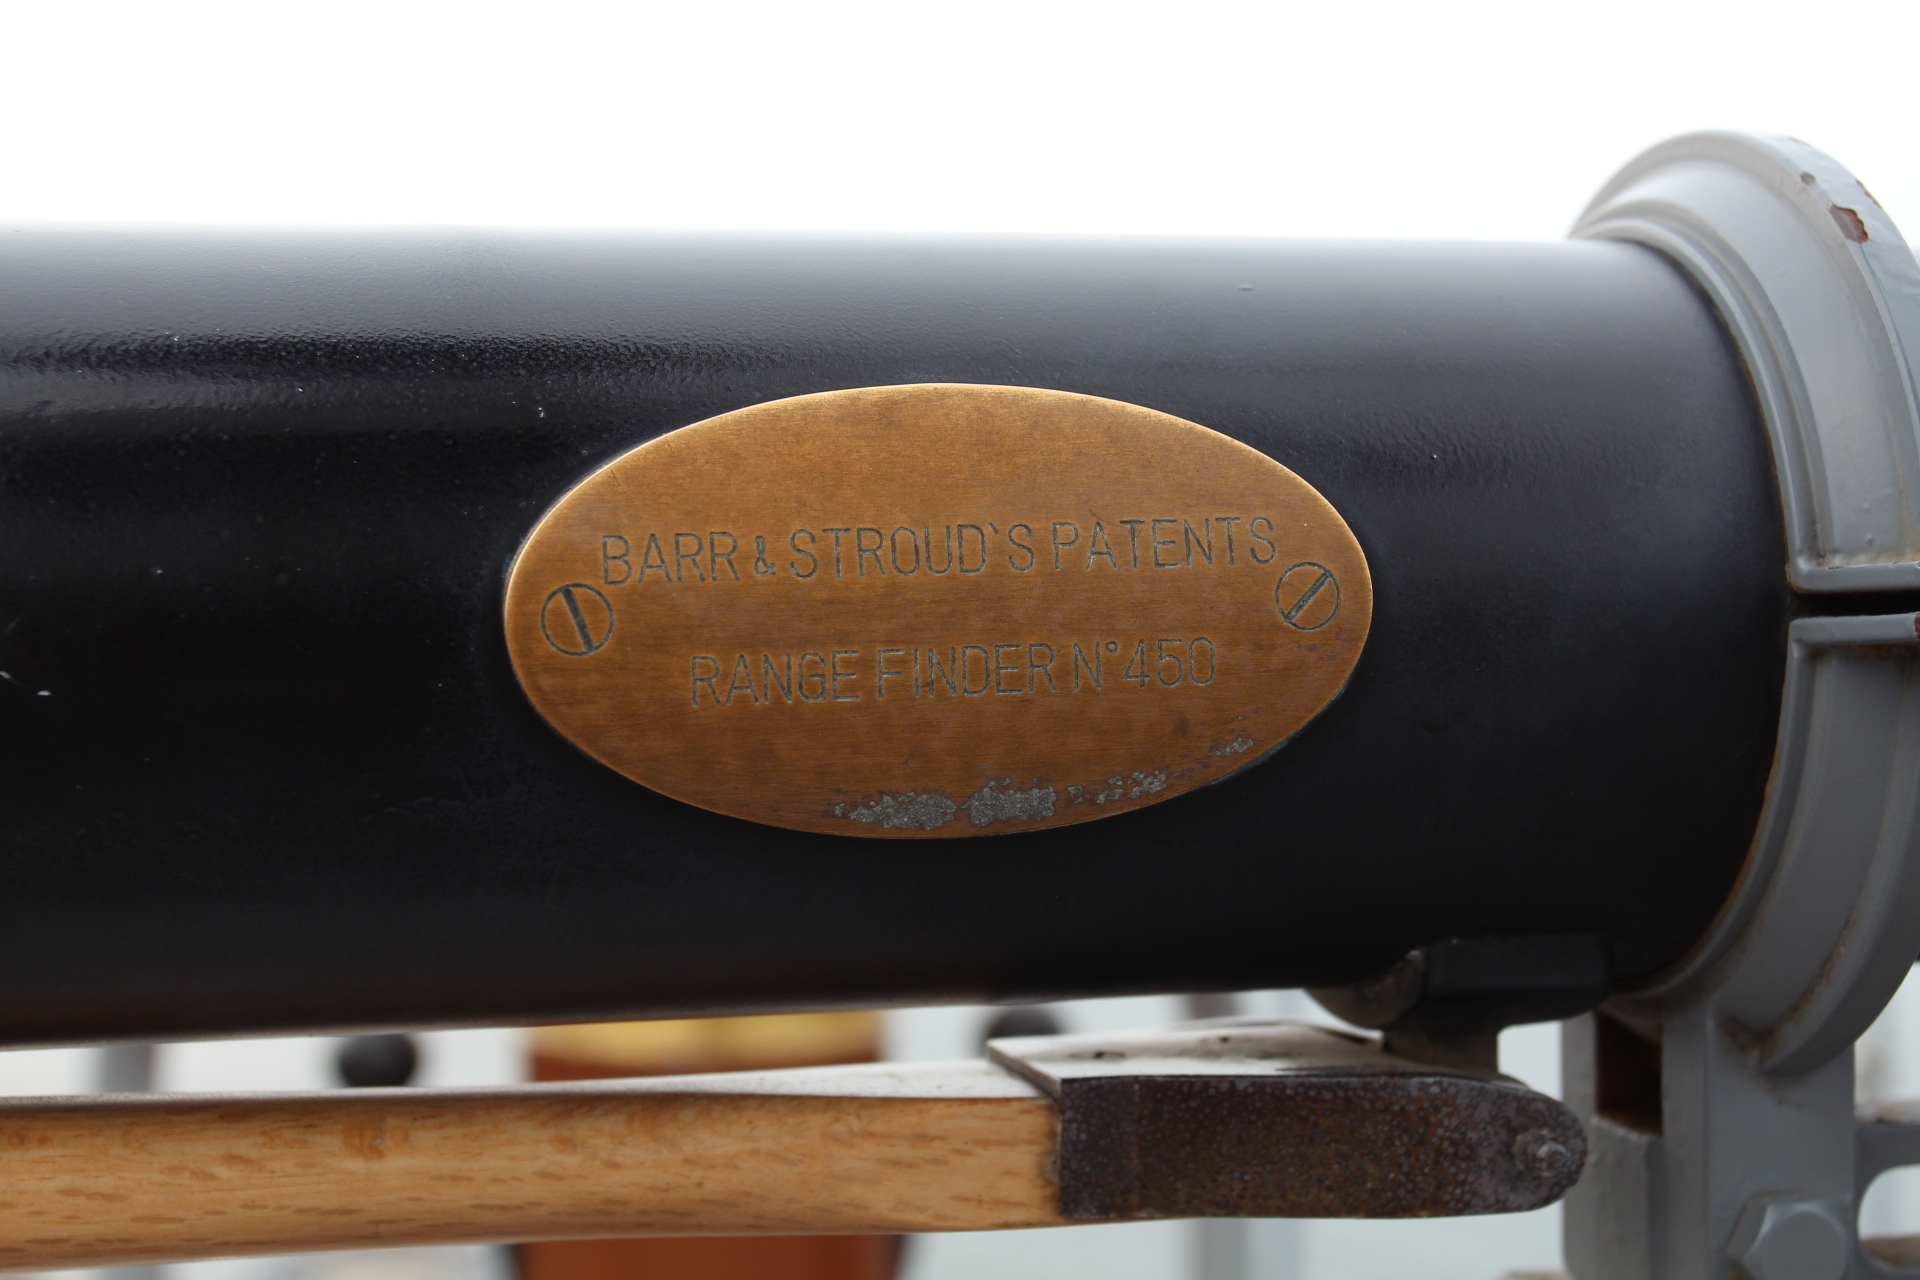 BARR & STROUD'S PATENTS
RANGE FINDER N° 450